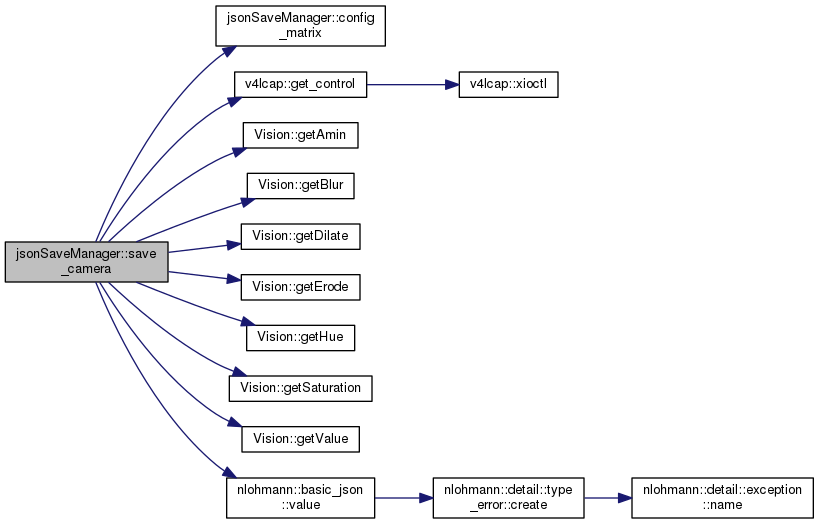 jsonSaveManager::config
_matrix
v4lcap::get_control
v4lcap::xioctl
Vision::getAmin
Vision::getBlur
jsonSaveManager::save
_camera
Vision::getDilate
Vision::getErode
Vision::getHue
Vision::getSaturation
Vision::getValue
nlohmann::basic_json
::value
nlohmann::detail::type
_error::create
nlohmann::detail::exception
::name